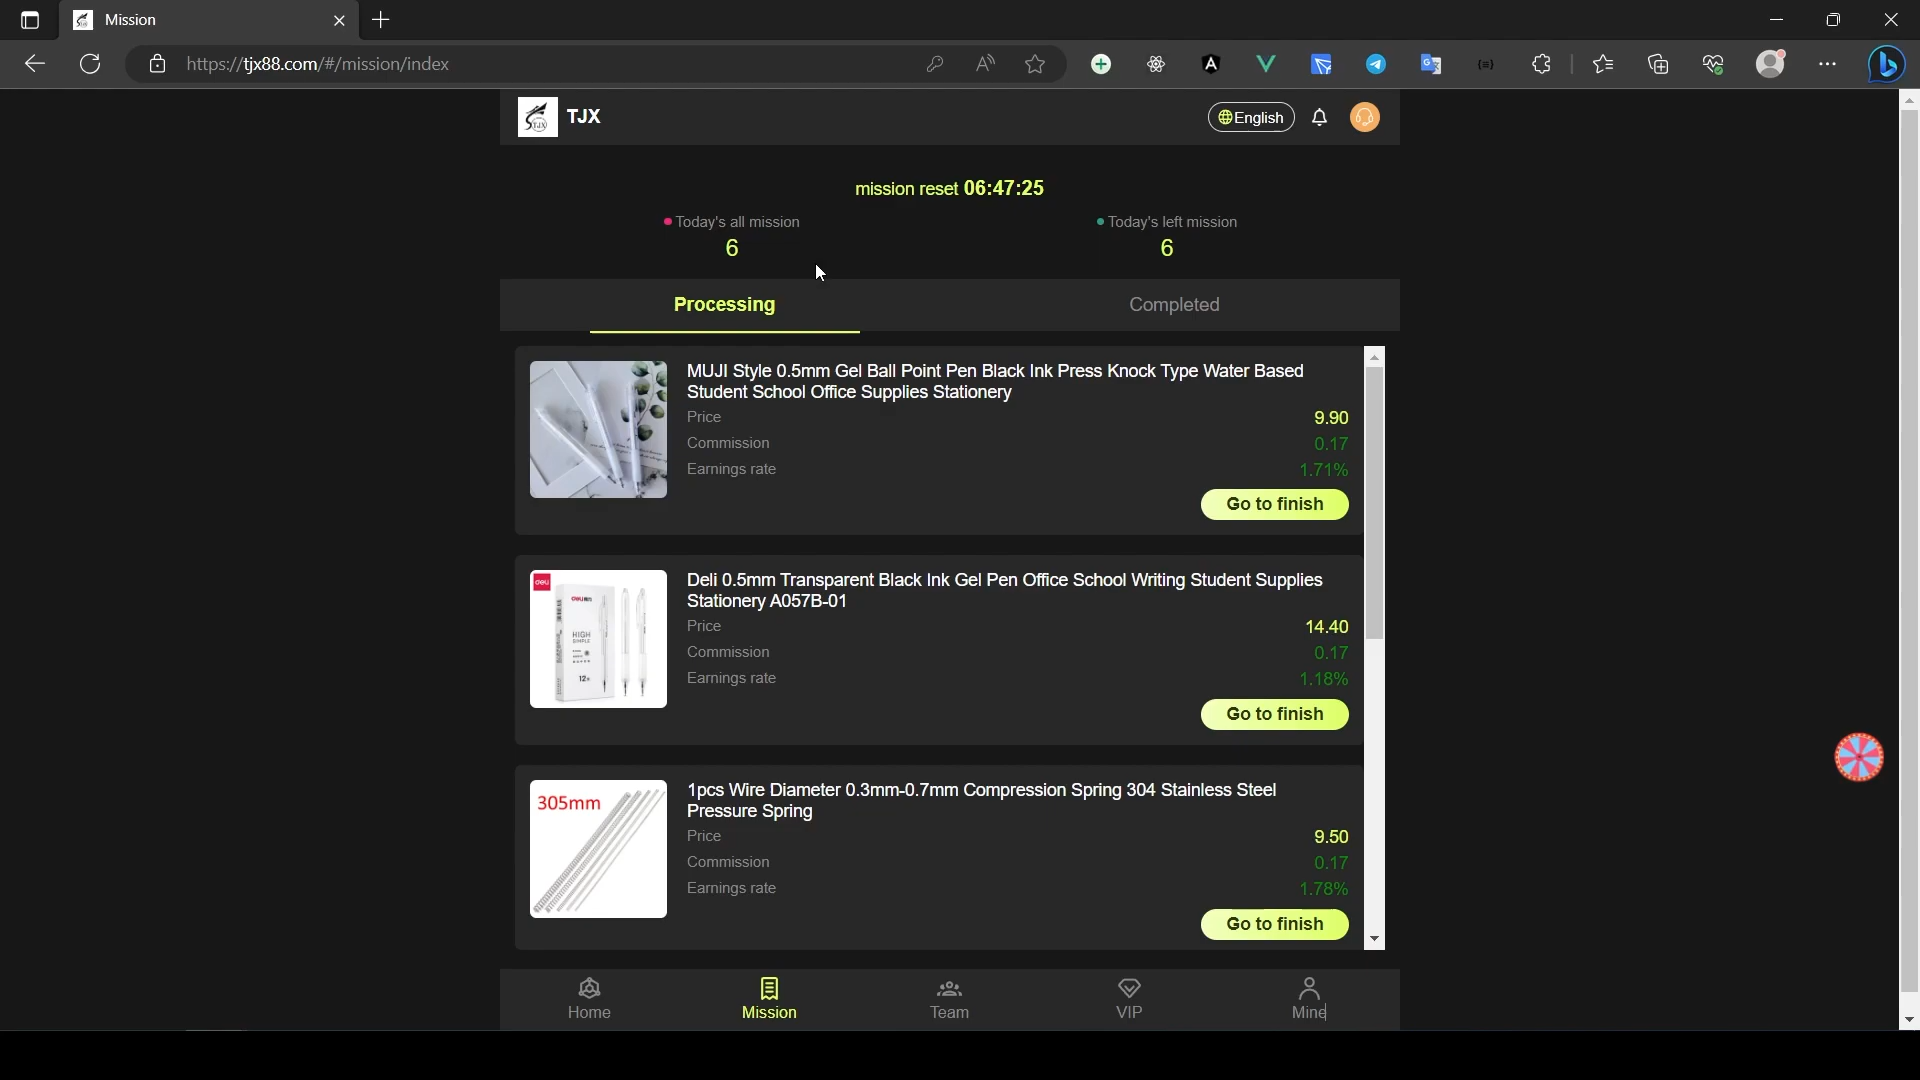 Mission
https://tjx88.com/#/mission/index
TJX
English
mission reset 06:47:25
Today's all mission
6
Today's left mission
6
Processing
Completed
MUJI Style 0.5mm Gel Ball Point Pen Black Ink Press Knock Type Water Based
Student School Office Supplies Stationery
Price 9.90
Commission 0.17
Earnings rate 1.71%
Go to finish
deli
HIGH
SIMPLE
12
Deli 0.5mm Transparent Black Ink Gel Pen Office School Writing Student Supplies
Stationery A057B-01
Price 14.40
Commission 0.17
Earnings rate 1.18%
Go to finish
305mm
1pcs Wire Diameter 0.3mm-0.7mm Compression Spring 304 Stainless Steel
Pressure Spring
Price 9.50
Commission 0.17
Earnings rate 1.78%
Go to finish
Home
Mission
Team
VIP
Mine